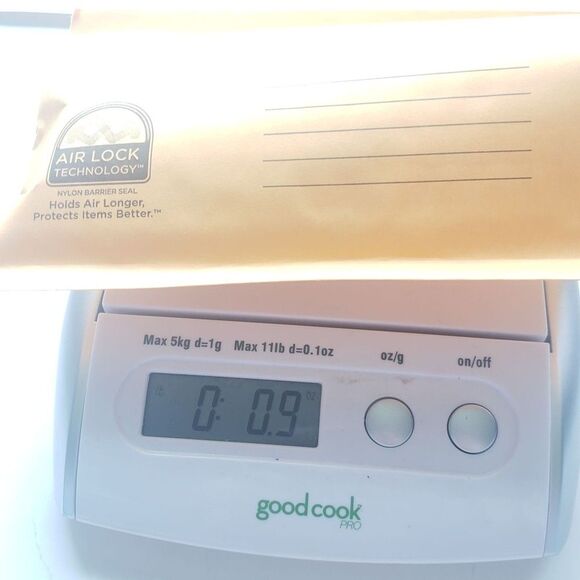 AIR LOCK
TECHNOLOGY™
NYLON BARRIER SEAL
Holds Air Longer,
Protects Items Better.™
Max 5kg d=1g Max 11lb d=0.1oz oz/g on/off
lb 0: 0.9 oz
goodcook
PRO